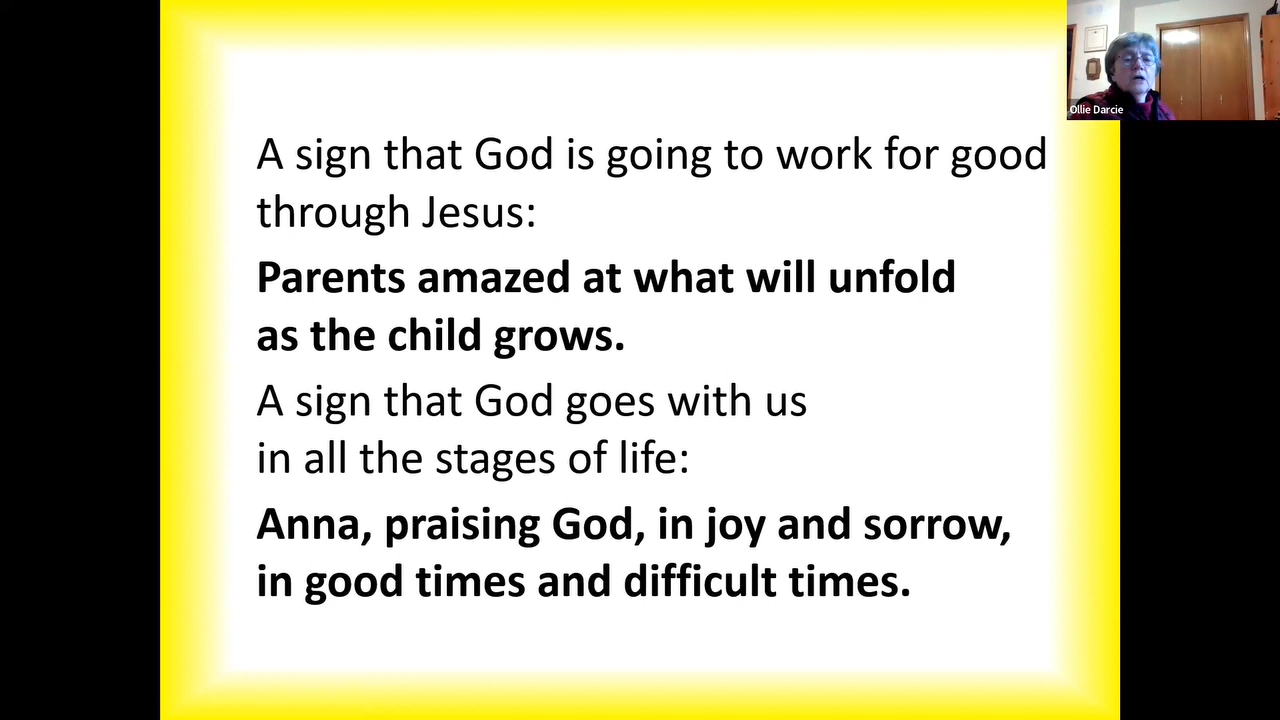 A sign that God is going to work for good
through Jesus:
Parents amazed at what will unfold
as the child grows.
A sign that God goes with us
in all the stages of life:
Anna, praising God, in joy and sorrow,
in good times and difficult times.
Ollie Darcie